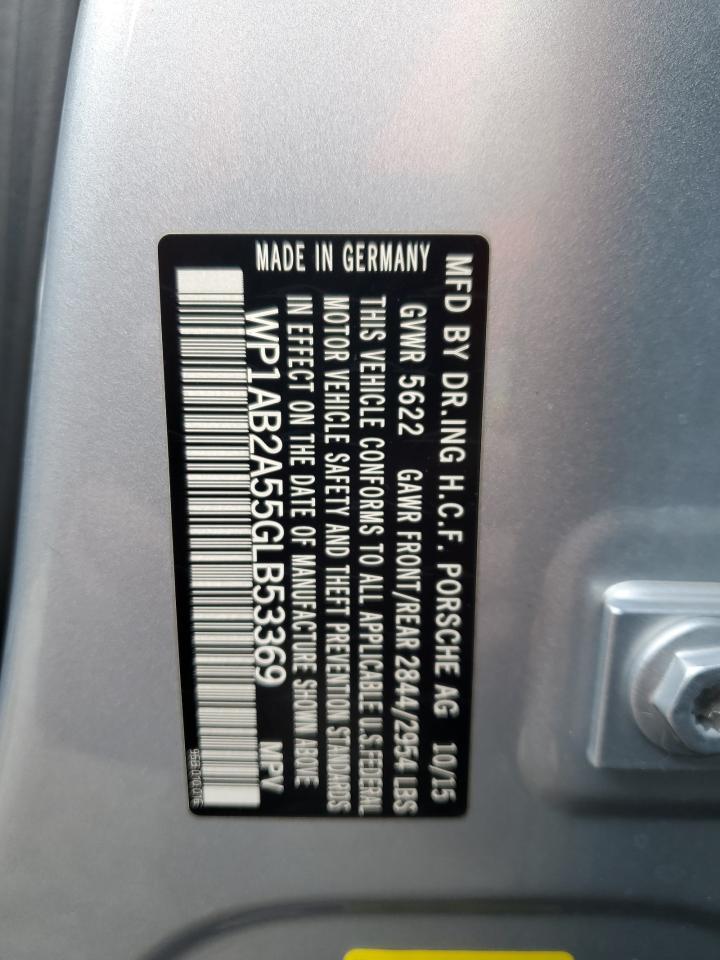 MFD BY DR.ING H.C.F. PORSCHE AG 10/15
MADE IN GERMANY
GVWR 5622 GAWR FRONT/REAR 2844/2954 LBS
THIS VEHICLE CONFORMS TO ALL APPLICABLE U.S.FEDERAL
MOTOR VEHICLE SAFETY AND THEFT PREVENTION STANDARDS
IN EFFECT ON THE DATE OF MANUFACTURE SHOWN ABOVE
WP1AB2A55GLB53369 MPV